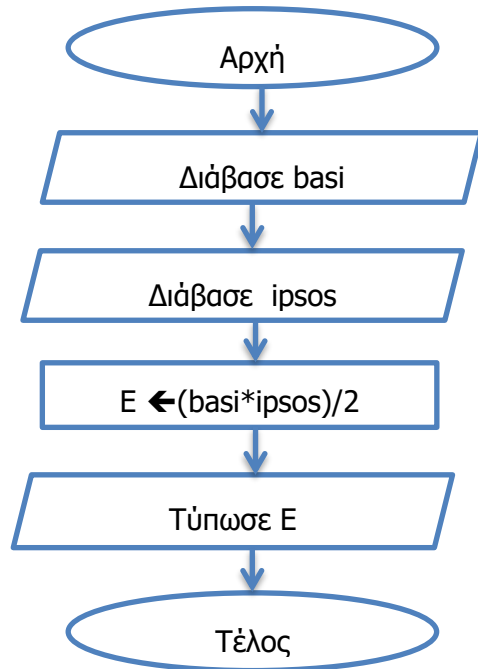 Αρχή
Διάβασε basi
Διάβασε ipsos
Ε 🡸(basi*ipsos)/2
Τύπωσε Ε
Τέλος